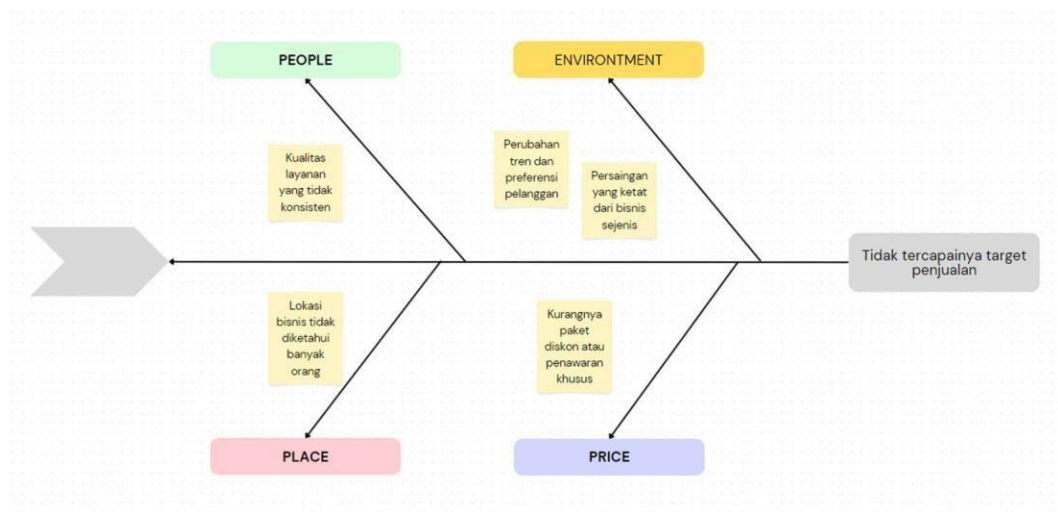 PEOPLE
ENVIRONTMENT
Kualitas
layanan
yang tidak
konsisten
Perubahan
tren dan
preferensi
pelanggan
Persaingan
yang ketat
dari bisnis
sejenis
Tidak tercapainya target
penjualan
Lokasi
bisnis tidak
diketahui
banyak
orang
Kurangnya
paket
diskon atau
penawaran
khusus
PLACE
PRICE